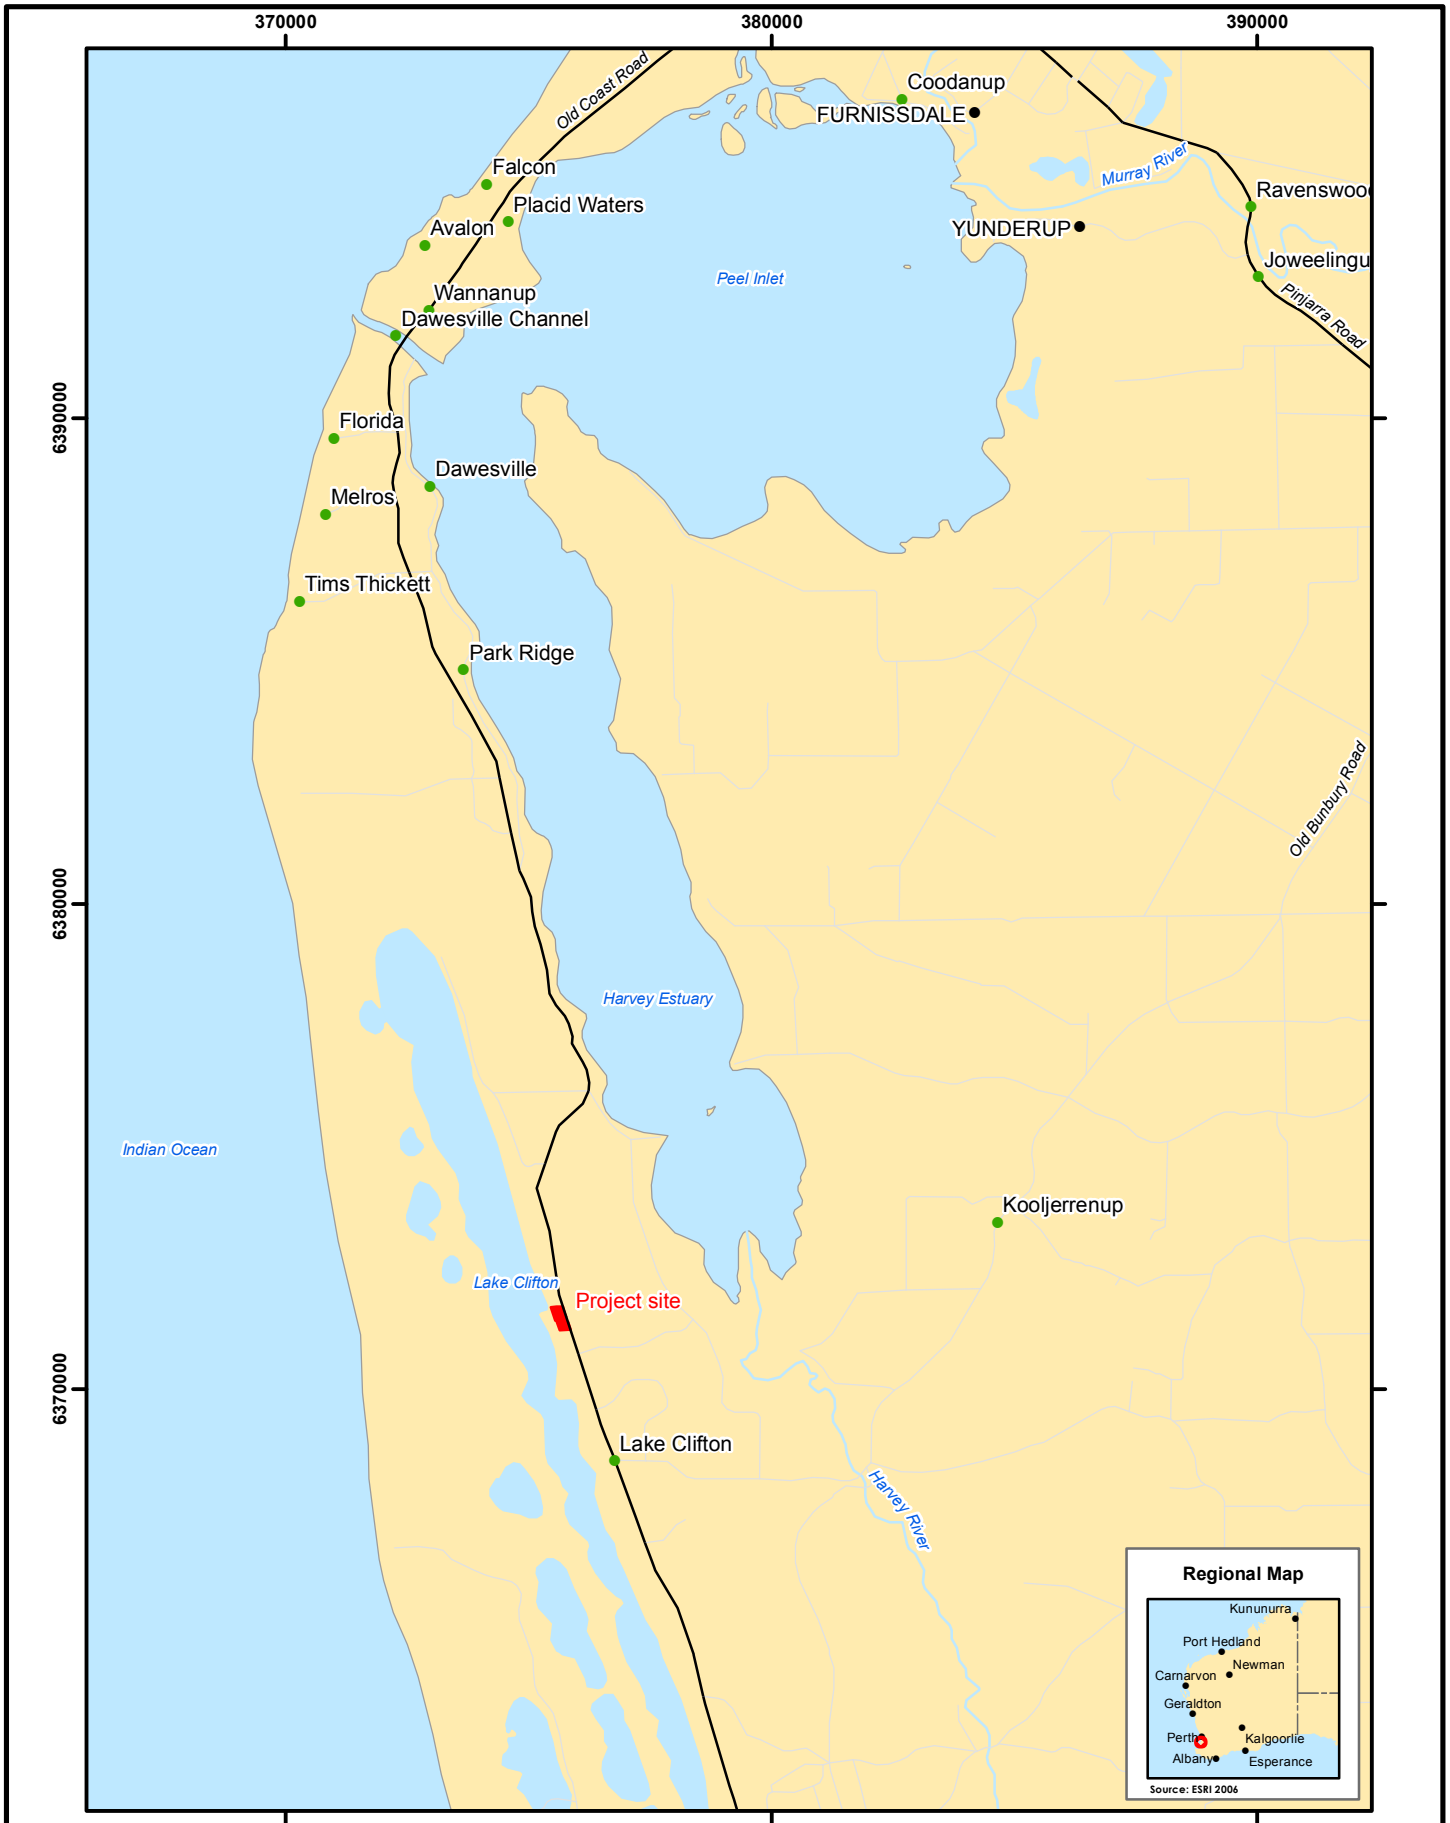 370000
380000
390000
Old Coast Road
Coodanup
FURNISSDALE
Murray River
Falcon
Ravenswoo
Placid Waters
Avalon
YUNDERUP
Joweelingu
Peel Inlet
Wannanup
Pinjarra Road
Dawesville Channel
6390000
Florida
Dawesville
Melros
Tims Thickett
Park Ridge
Old Bunbury Road
6380000
Harvey Estuary
Indian Ocean
Kooljerrenup
Lake Clifton
Project site
6370000
Lake Clifton
Harvey River
Regional Map
Kununurra
Port Hedland
Newman
Carnarvon
Geraldton
Perth
Kalgoorlie
Albany
Esperance
Source: ESRI 2006